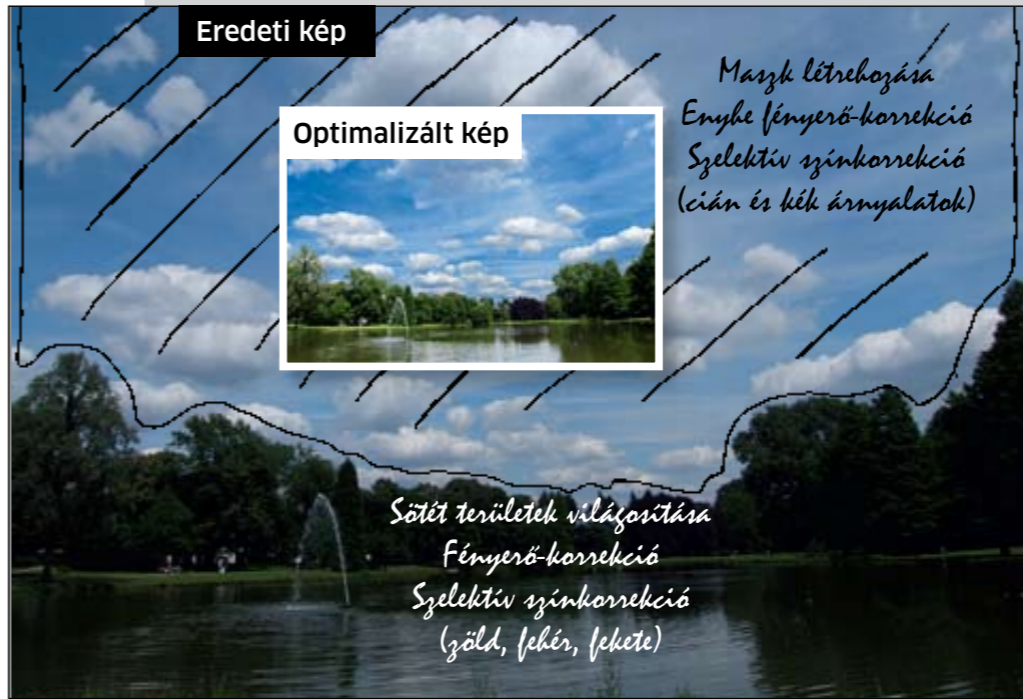 Eredeti kép
Optimalizált kép
Maszk létrehozása
Enyhe fényerő-korrekció
Szelektív színkorrekció
(cián és kék árnyalatok)
Sötét területek világosítása
Fényerő-korrekció
Szelektív színkorrekció
(zöld, fehér, fekete)